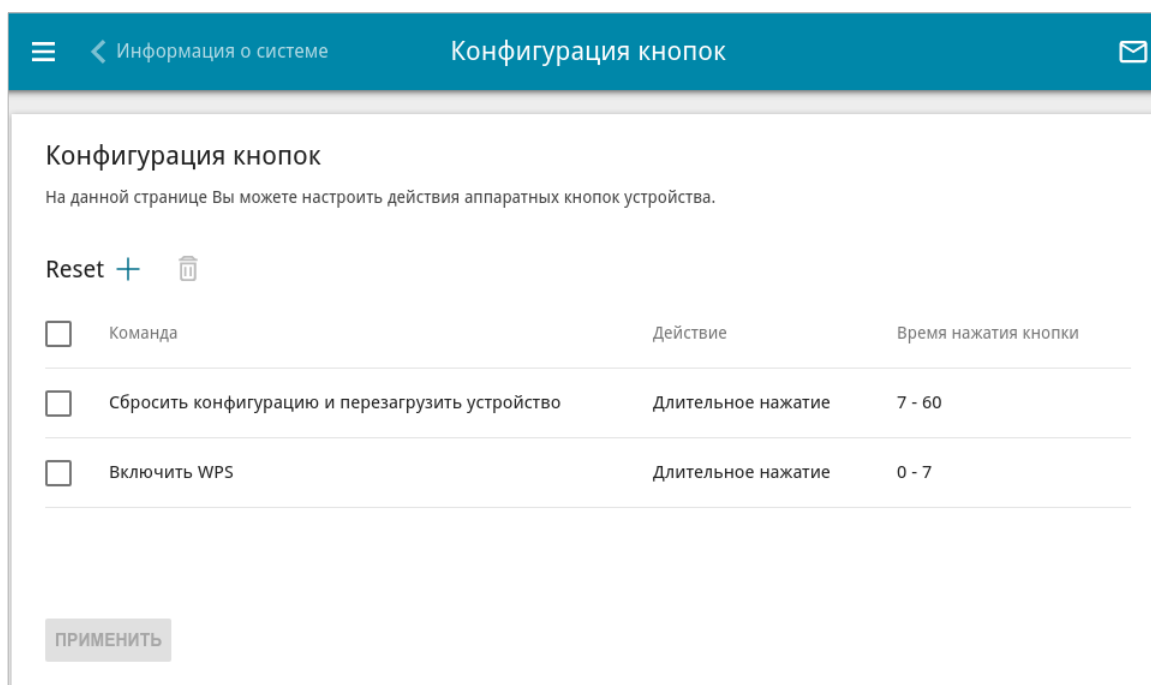 Информация о системе Конфигурация кнопок
Конфигурация кнопок
На данной странице Вы можете настроить действия аппаратных кнопок устройства.
Reset
Команда Действие Время нажатия кнопки
Сбросить конфигурацию и перезагрузить устройство Длительное нажатие 7 - 60
Включить WPS Длительное нажатие 0 - 7
ПРИМЕНИТЬ